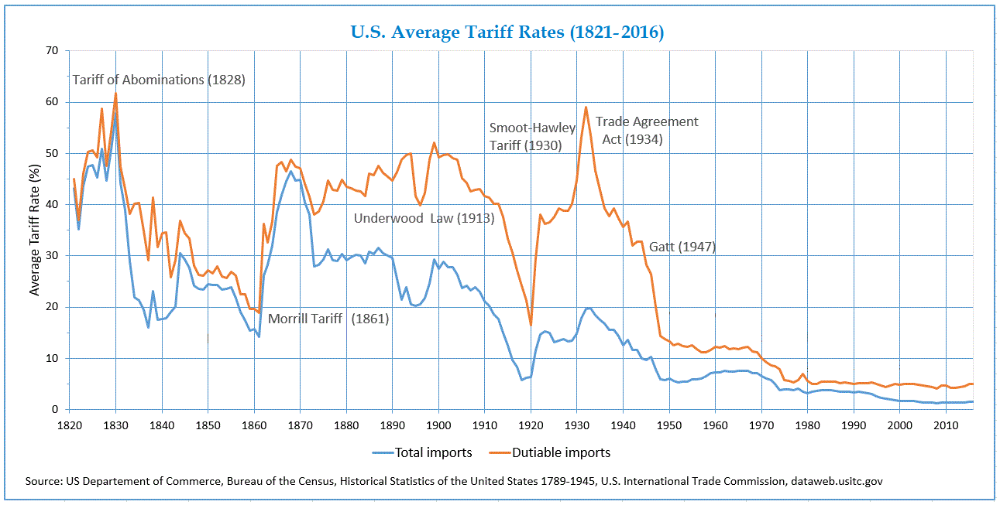 U.S. Average Tariff Rates (1821-2016)
70
60
50
40
30
20
10
0
Average Tariff Rate (%)
Tariff of Abominations (1828)
Smoot-Hawley
Tariff (1930)
Trade Agreement
Act (1934)
Underwood Law (1913)
Gatt (1947)
Morrill Tariff (1861)
1820 1830 1840 1850 1860 1870 1880 1890 1900 1910 1920 1930 1940 1950 1960 1970 1980 1990 2000 2010
Total imports Dutiable imports
Source: US Departement of Commerce, Bureau of the Census, Historical Statistics of the United States 1789-1945, U.S. International Trade Commission, dataweb.usitc.gov